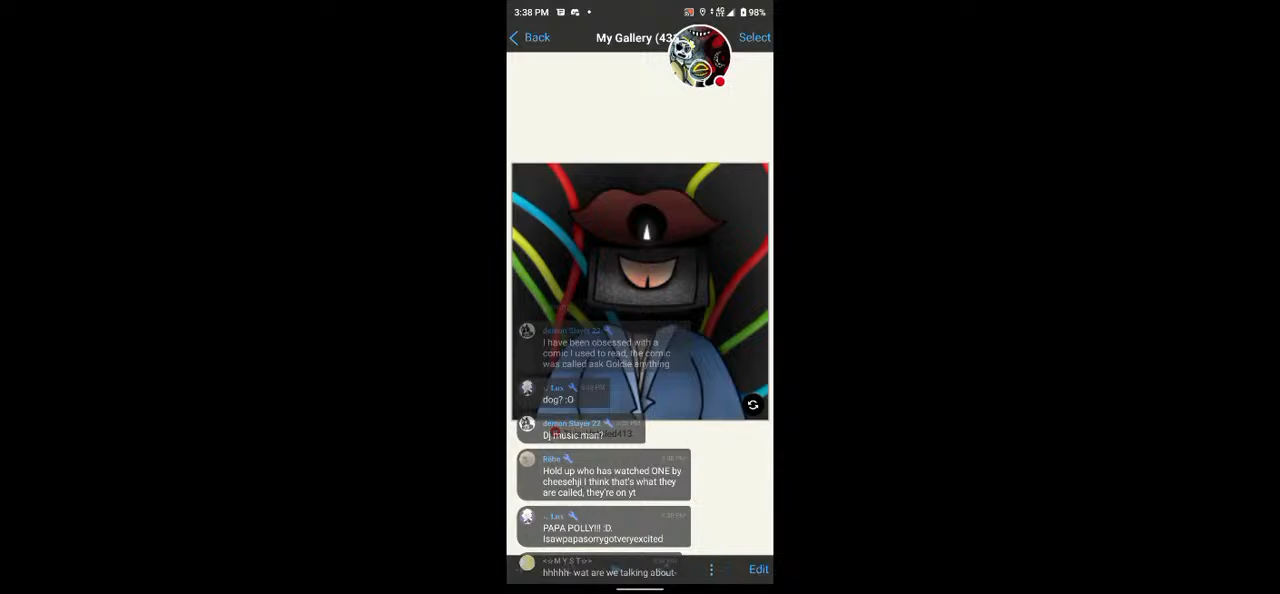 3:38 PM 98%
Back My Gallery (43 Select
demon Slayer 22
I have been obsessed with a
comic I used to read, the comic
was called ask Goldie anything
.. Lux
dog? :O
demon Slayer 22
Dj music man?
Hold up who has watched ONE by
cheesehji I think that's what they
are called, they're on yt
.. Lux
PAPA POLLY!!! :D.
Isawpapasorrygotveryexcited
<☆M Y S T☆>
hhhhh- wat are we talking about-
Edit